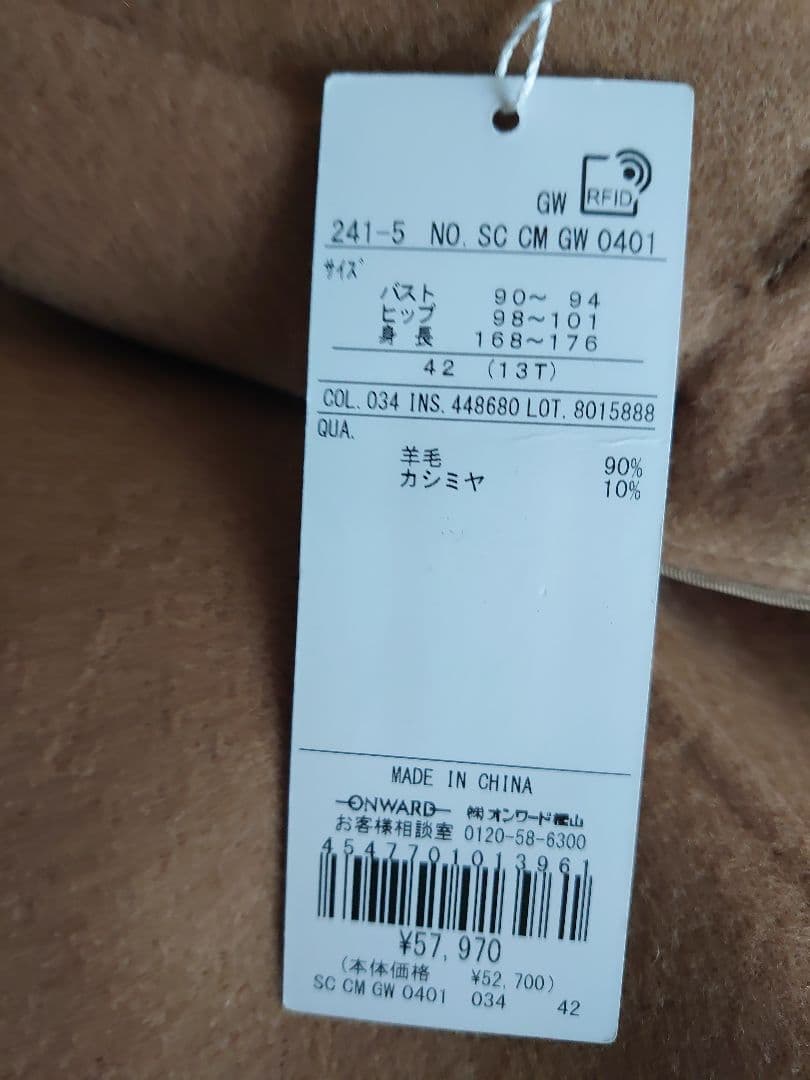 GW RFID
241-5 NO. SC CM GW 0401
サイズ
バスト 90~ 94
ヒップ 98~101
身長 168~176
42 (13T)
COL. 034 INS. 448680 LOT. 8015888
QUA.
羊毛 90%
カシミヤ 10%
MADE IN CHINA
ONWARD ㈱オンワード樫山
お客様相談室 0120-58-6300
4547701013961
¥57,970
(本体価格 ¥52,700)
SC CM GW 0401 034 42